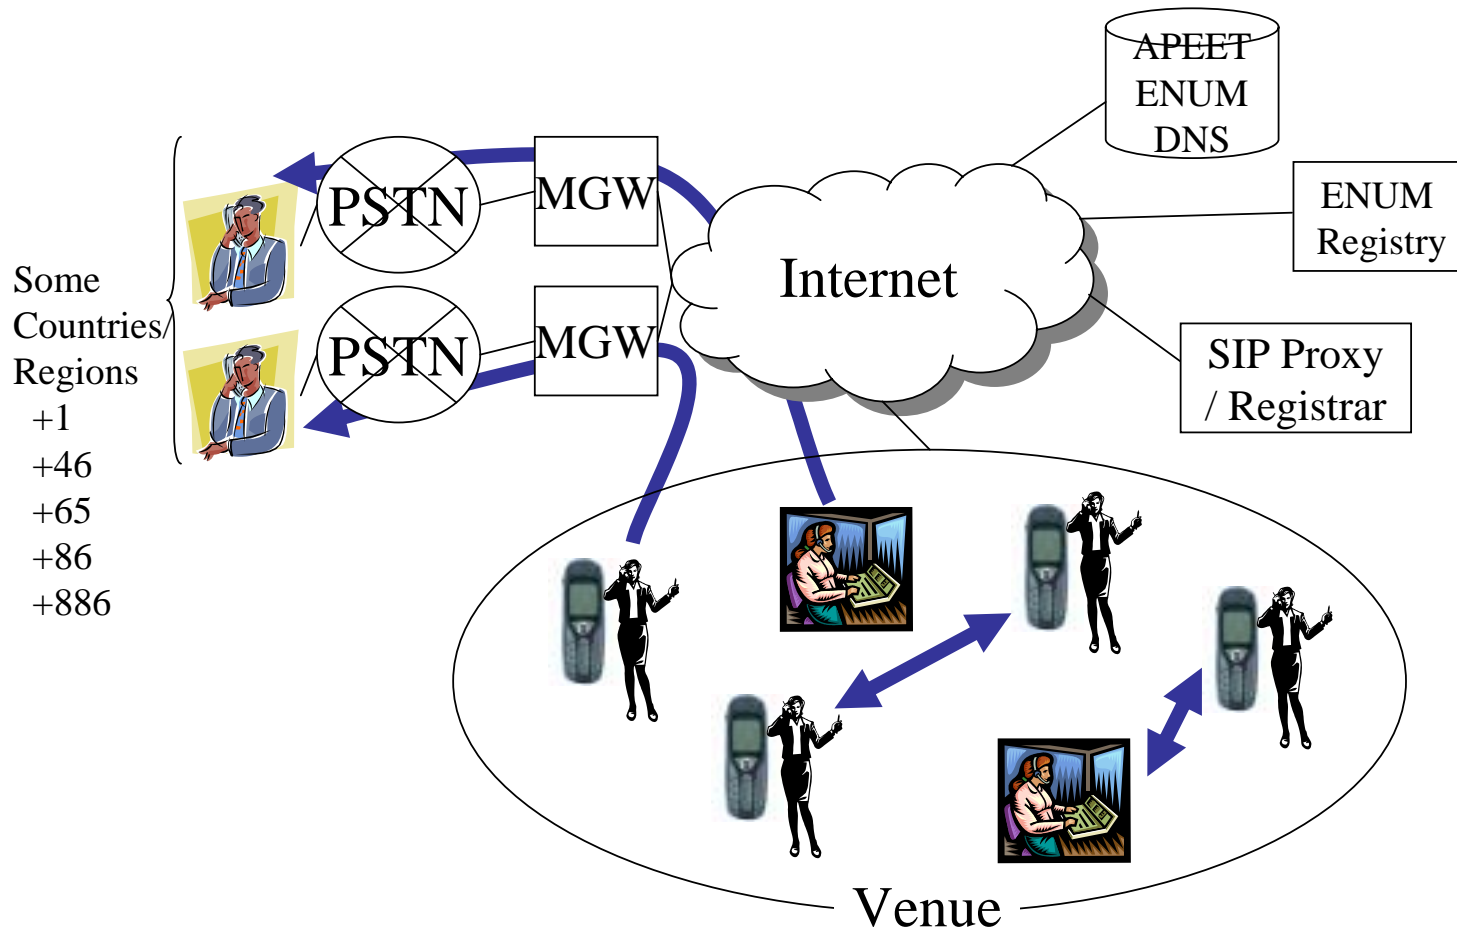 APEET
ENUM
DNS
PSTN
MGW
ENUM
Registry
Internet
Some
Countries/
Regions
+1
+46
+65
+86
+886
PSTN
MGW
SIP Proxy
/ Registrar
Venue